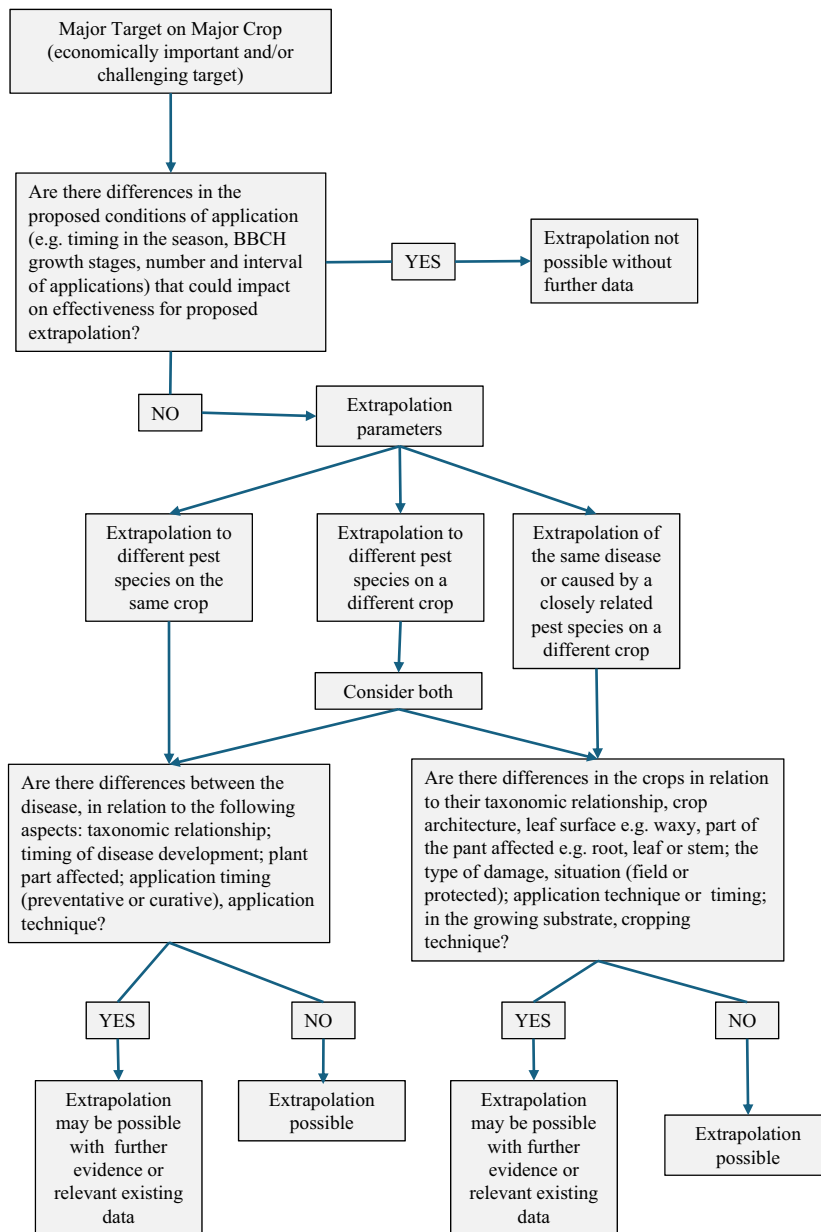 Major Target on Major Crop
(economically important and/or
challenging target)
Are there differences in the
proposed conditions of application
(e.g. timing in the season, BBCH
growth stages, number and interval
of applications) that could impact
on effectiveness for proposed
extrapolation?
YES
Extrapolation not
possible without
further data
NO
Extrapolation
parameters
Extrapolation to
different pest
species on the
same crop
Extrapolation to
different pest
species on a
different crop
Extrapolation of
the same disease
or caused by a
closely related
pest species on a
different crop
Consider both
Are there differences between the
disease, in relation to the following
aspects: taxonomic relationship;
timing of disease development; plant
part affected; application timing
(preventative or curative), application
technique?
Are there differences in the crops in relation
to their taxonomic relationship, crop
architecture, leaf surface e.g. waxy, part of
the pant affected e.g. root, leaf or stem; the
type of damage, situation (field or
protected); application technique or timing;
in the growing substrate, cropping
technique?
YES
NO
YES
NO
Extrapolation
may be possible
with further
evidence or
relevant existing
data
Extrapolation
possible
Extrapolation
may be possible
with further
evidence or
relevant existing
data
Extrapolation
possible